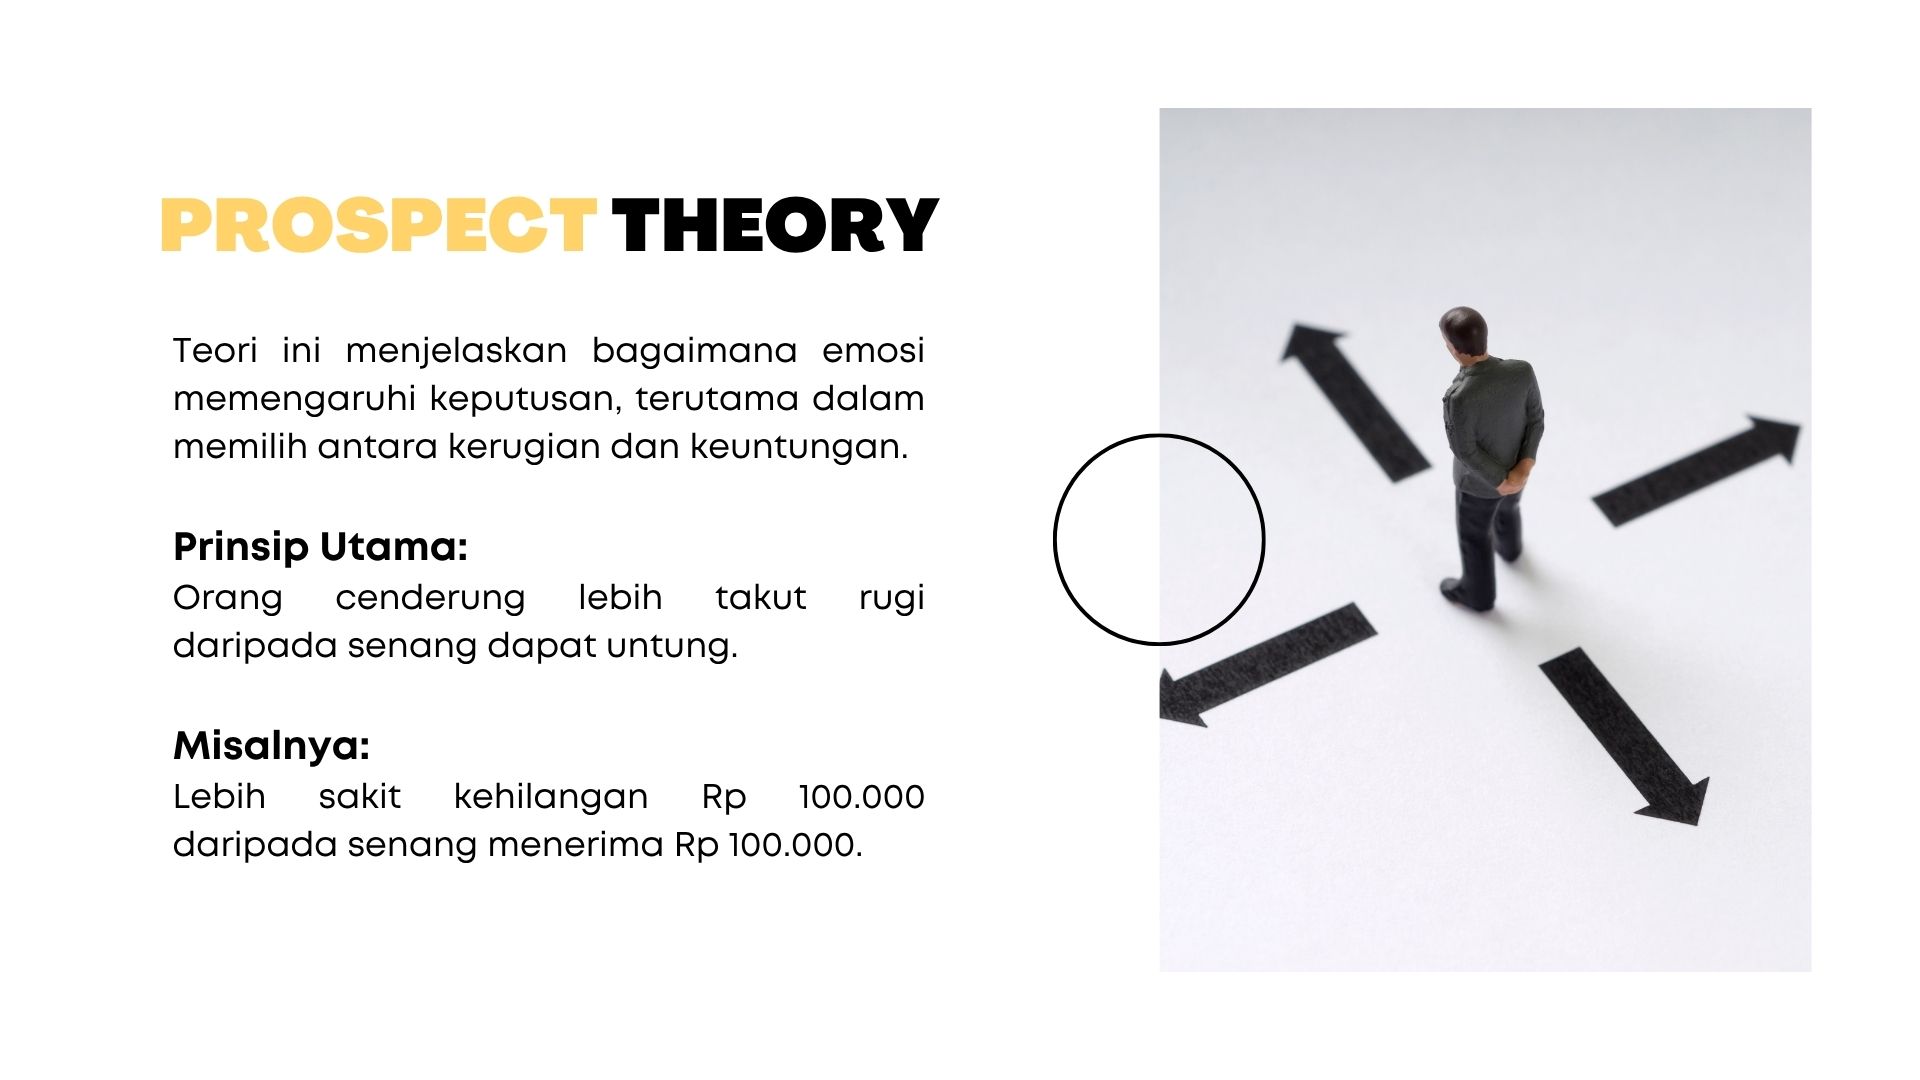 PROSPECT THEORY
Teori ini menjelaskan bagaimana emosi
memengaruhi keputusan, terutama dalam
memilih antara kerugian dan keuntungan.
Prinsip Utama:
Orang cenderung lebih takut rugi
daripada senang dapat untung.
Misalnya:
Lebih sakit kehilangan Rp 100.000
daripada senang menerima Rp 100.000.